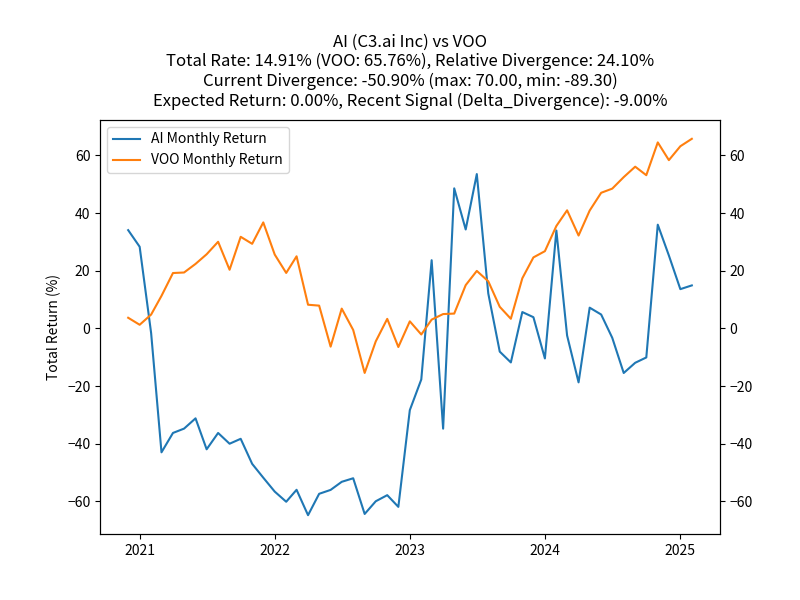 AI (C3.ai Inc) vs VOO
Total Rate: 14.91% (VOO: 65.76%), Relative Divergence: 24.10%
Current Divergence: -50.90% (max: 70.00, min: -89.30)
Expected Return: 0.00%, Recent Signal (Delta_Divergence): -9.00%
AI Monthly Return
VOO Monthly Return
Total Return (%)
60
40
20
0
−20
−40
−60
60
40
20
0
−20
−40
−60
2021 2022 2023 2024 2025